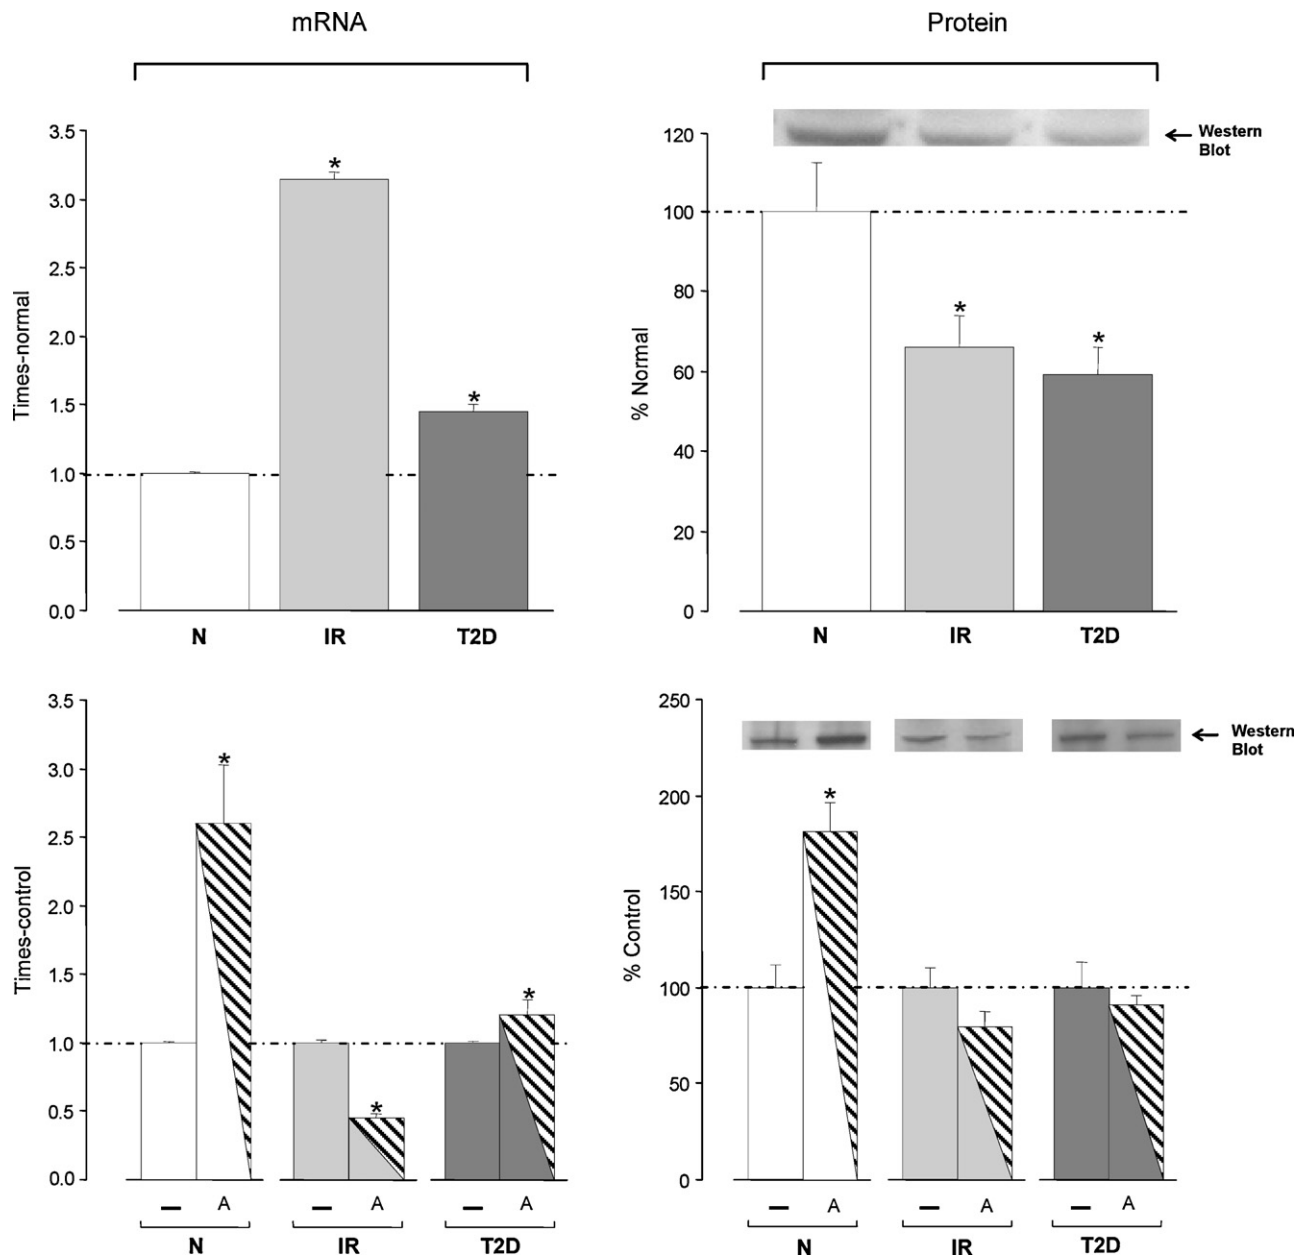 mRNA
Protein
3.5
3.0
2.5
2.0
1.5
1.0
0.5
0.0
Times-normal
*
*
N
IR
T2D
120
100
80
60
40
20
0
% Normal
Western
Blot
*
*
N
IR
T2D
3.5
3.0
2.5
2.0
1.5
1.0
0.5
0.0
Times-control
*
*
*
– A
– A
– A
N
IR
T2D
250
200
150
100
50
0
% Control
Western
Blot
*
– A
– A
– A
N
IR
T2D